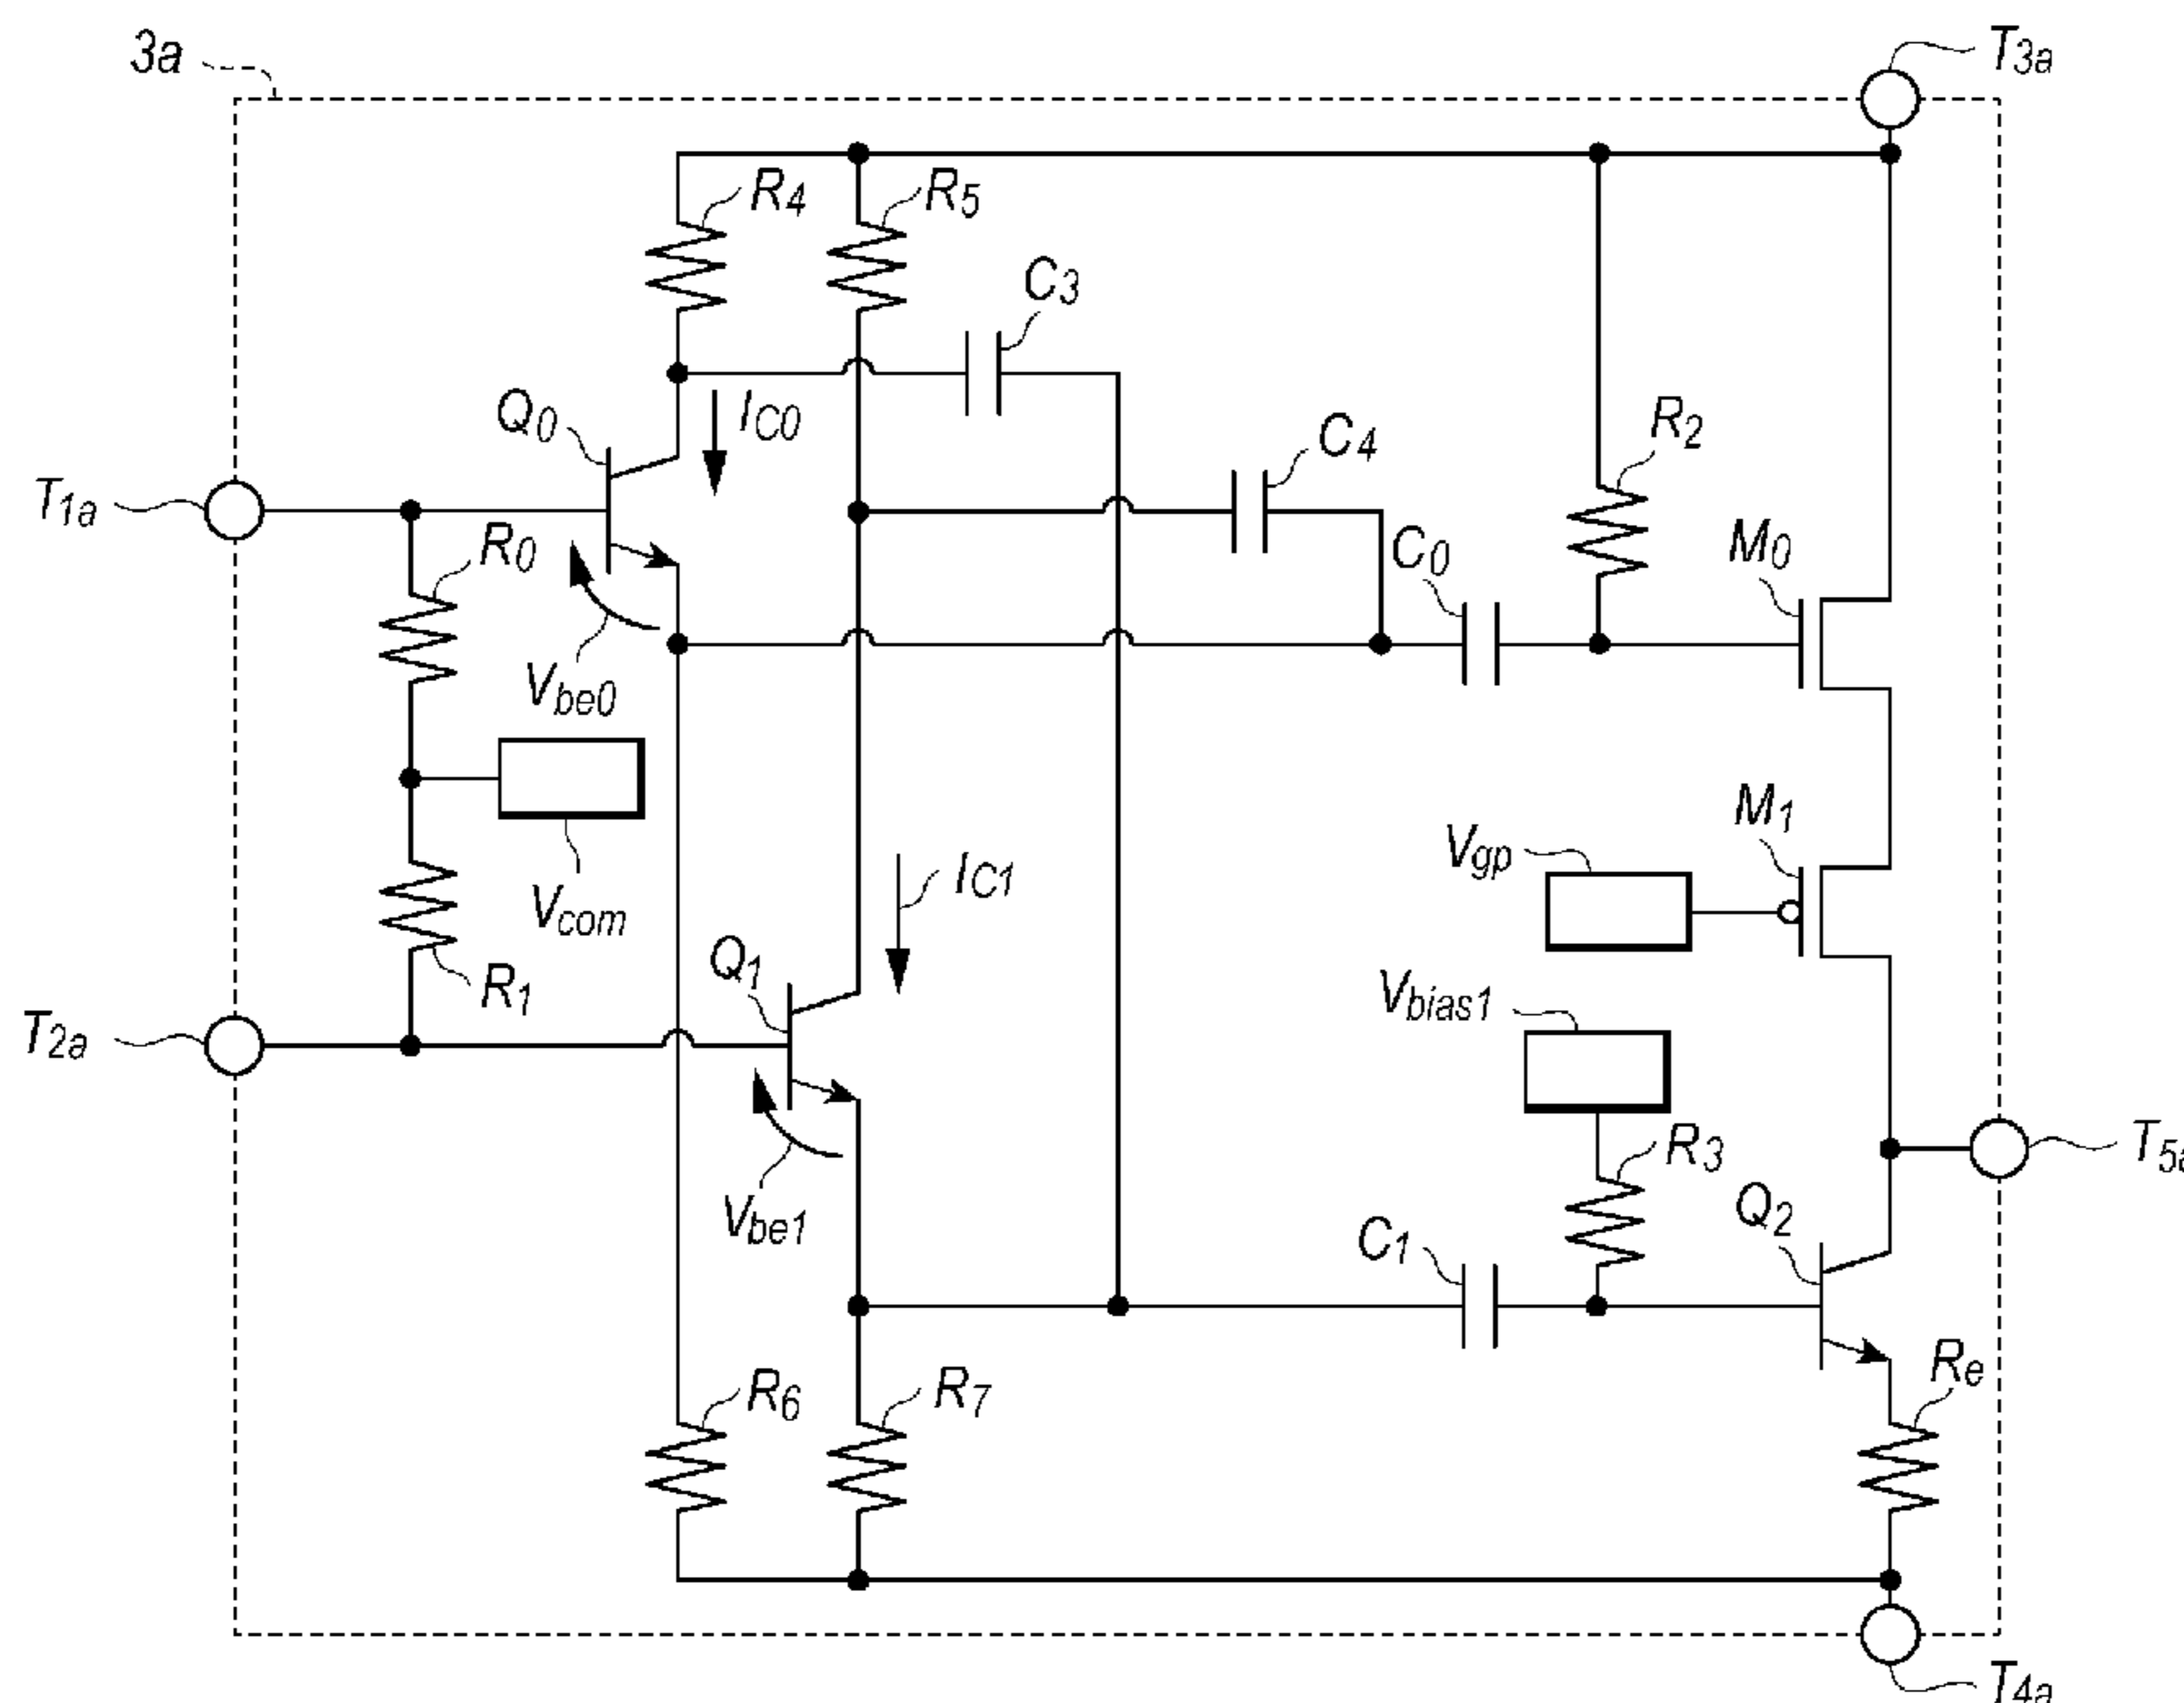 3a
T3a
R4
R5
C3
Q0
IC0
C4
R2
T1a
R0
C0
M0
Vbe0
M1
Vgp
IC1
Vcom
Q1
R1
Vbias1
T2a
R3
T5a
Vbe1
Q2
C1
Re
R6
R7
T4a